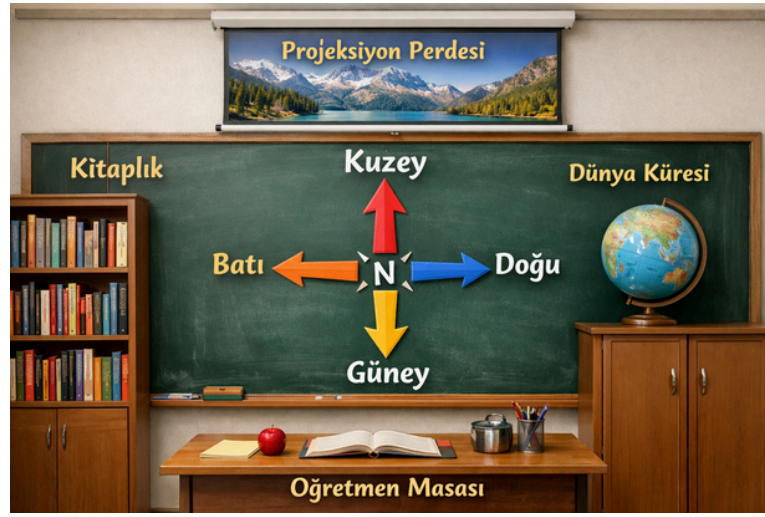 Projeksiyon Perdesi
Kitaplık
Kuzey
Dünya Küresi
Batı
N
Doğu
Güney
Öğretmen Masası